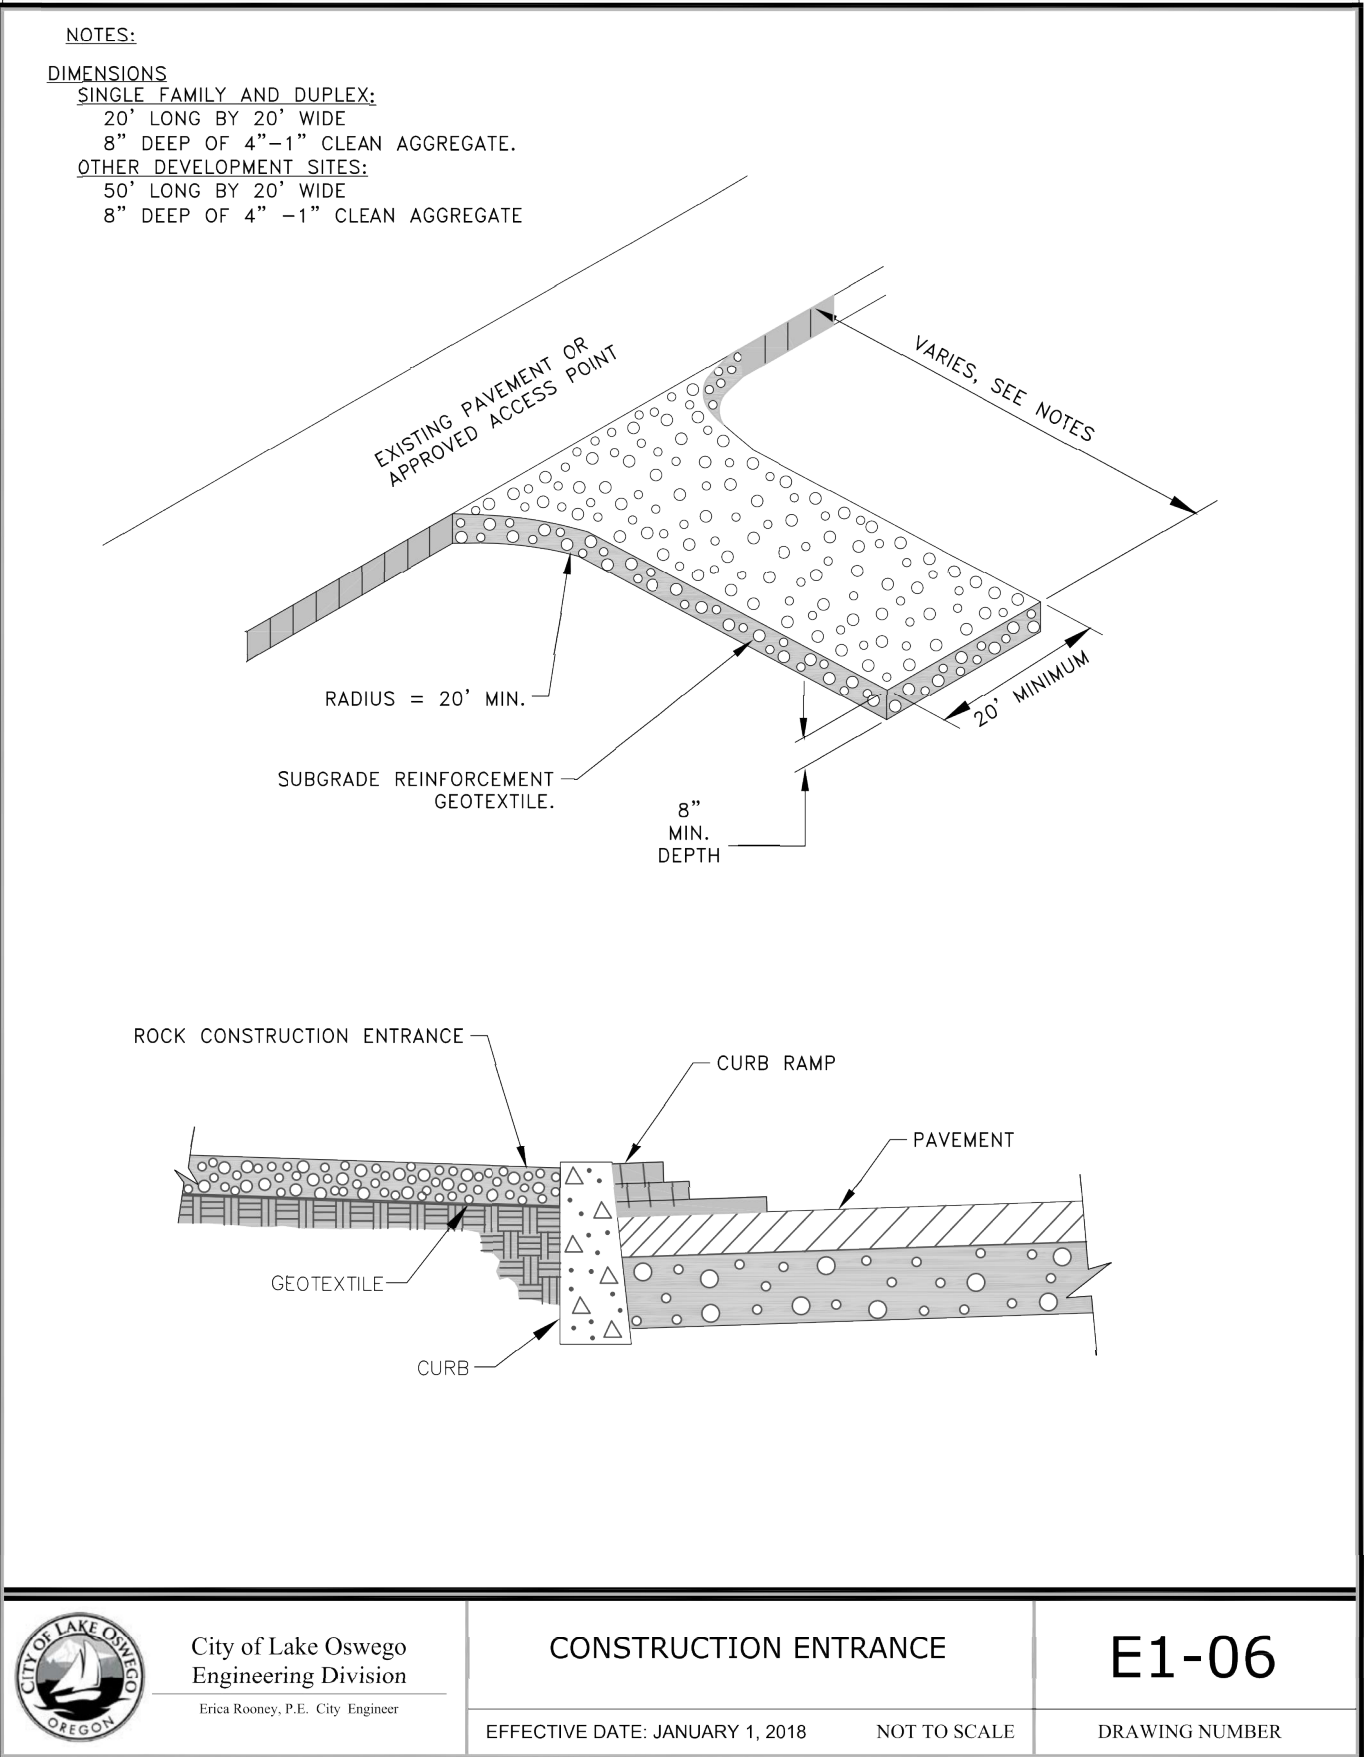 NOTES:
DIMENSIONS
SINGLE FAMILY AND DUPLEX:
20' LONG BY 20' WIDE
8" DEEP OF 4"-1" CLEAN AGGREGATE.
OTHER DEVELOPMENT SITES:
50' LONG BY 20' WIDE
8" DEEP OF 4" -1" CLEAN AGGREGATE
EXISTING PAVEMENT OR
APPROVED ACCESS POINT
VARIES, SEE NOTES
RADIUS = 20' MIN.
20' MINIMUM
SUBGRADE REINFORCEMENT
GEOTEXTILE.
8"
MIN.
DEPTH
ROCK CONSTRUCTION ENTRANCE
CURB RAMP
PAVEMENT
GEOTEXTILE
CURB
CITY OF LAKE OSWEGO
OREGON
City of Lake Oswego
Engineering Division
Erica Rooney, P.E. City Engineer
CONSTRUCTION ENTRANCE
EFFECTIVE DATE: JANUARY 1, 2018
NOT TO SCALE
E1-06
DRAWING NUMBER